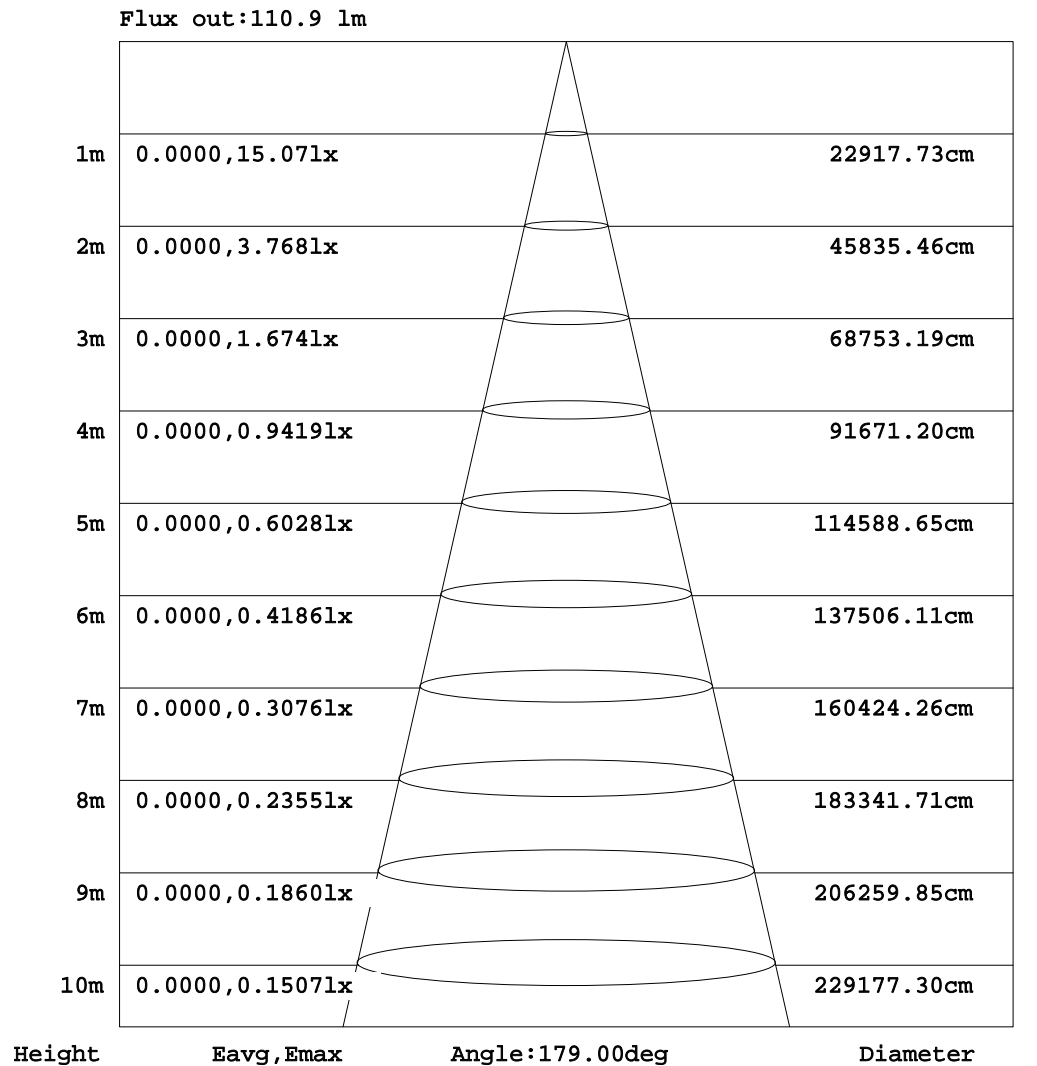 Flux out:110.9 lm
1m 0.0000,15.07lx 22917.73cm
2m 0.0000,3.768lx 45835.46cm
3m 0.0000,1.674lx 68753.19cm
4m 0.0000,0.9419lx 91671.20cm
5m 0.0000,0.6028lx 114588.65cm
6m 0.0000,0.4186lx 137506.11cm
7m 0.0000,0.3076lx 160424.26cm
8m 0.0000,0.2355lx 183341.71cm
9m 0.0000,0.1860lx 206259.85cm
10m 0.0000,0.1507lx 229177.30cm
Height Eavg,Emax Angle:179.00deg Diameter